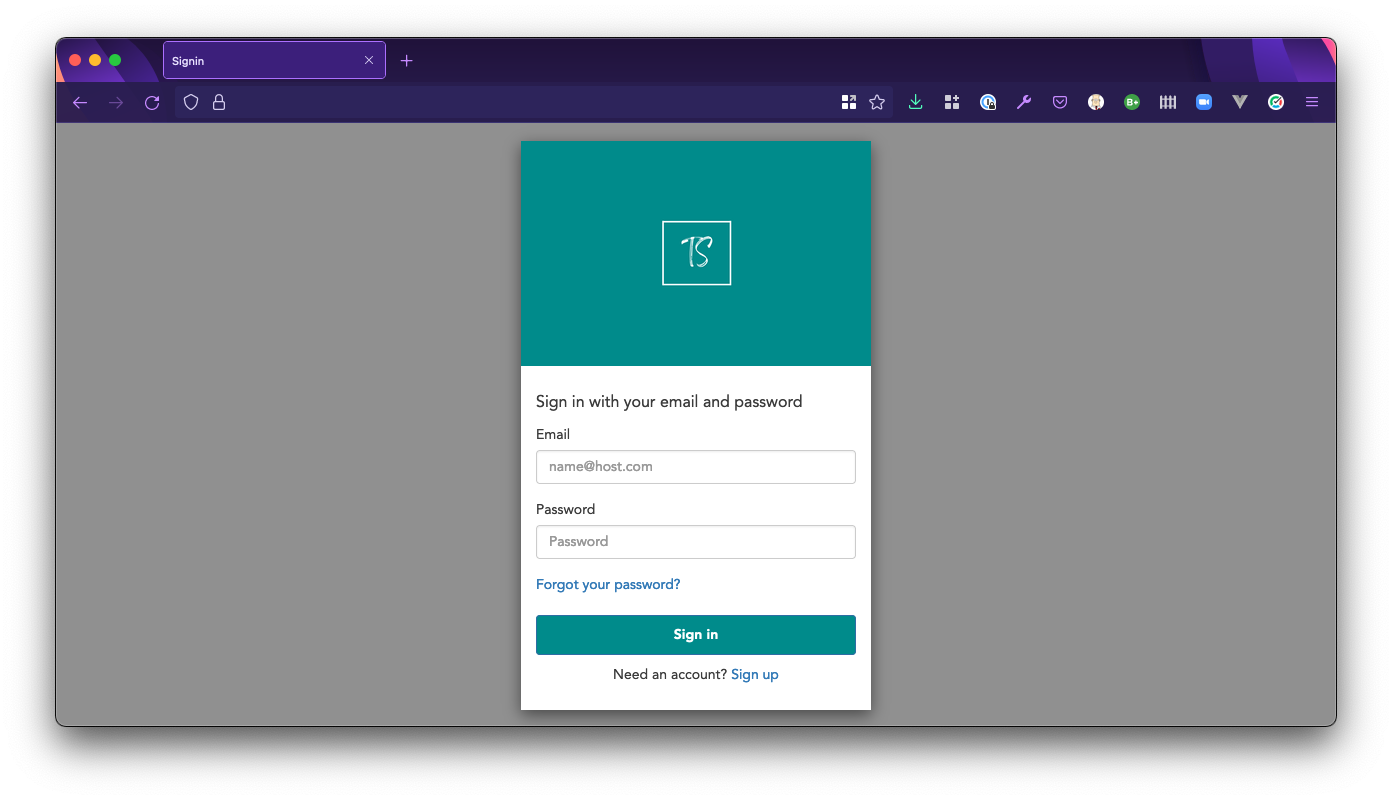 Signin
B+
TS
Sign in with your email and password
Email
name@host.com
Password
Password
Forgot your password?
Sign in
Need an account? Sign up